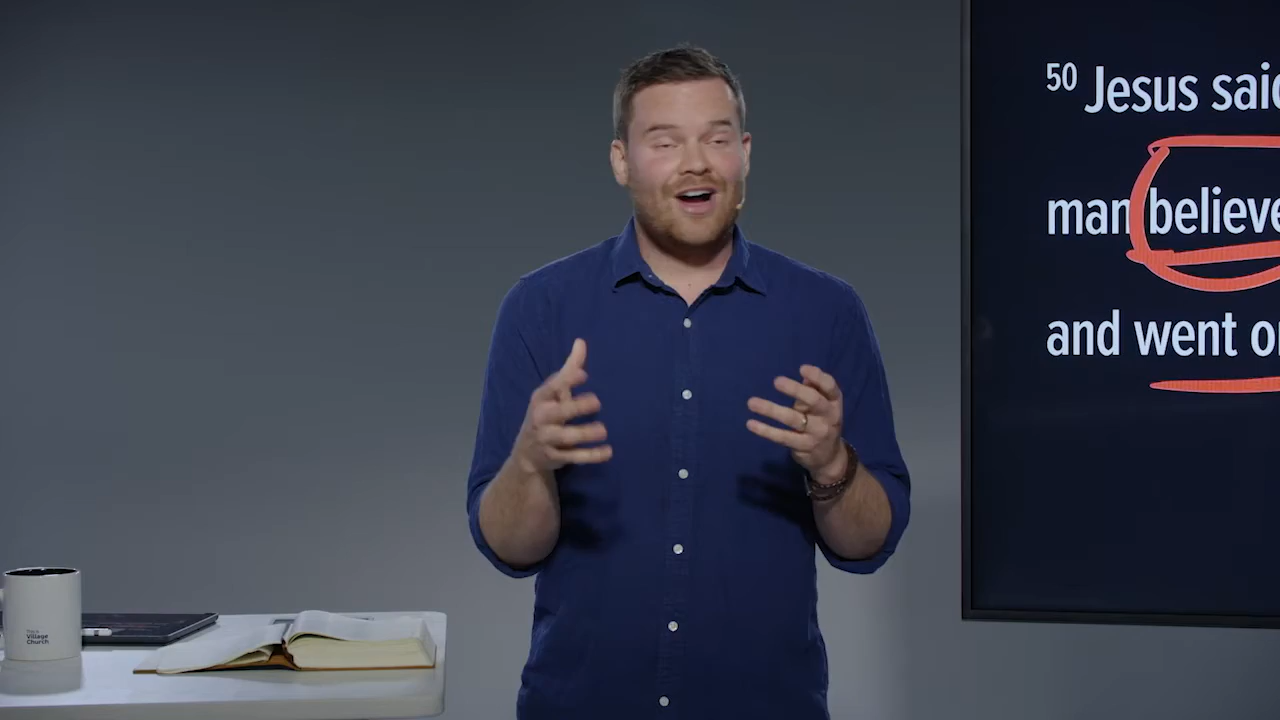 50 Jesus said
man believe
and went o
Village
Church